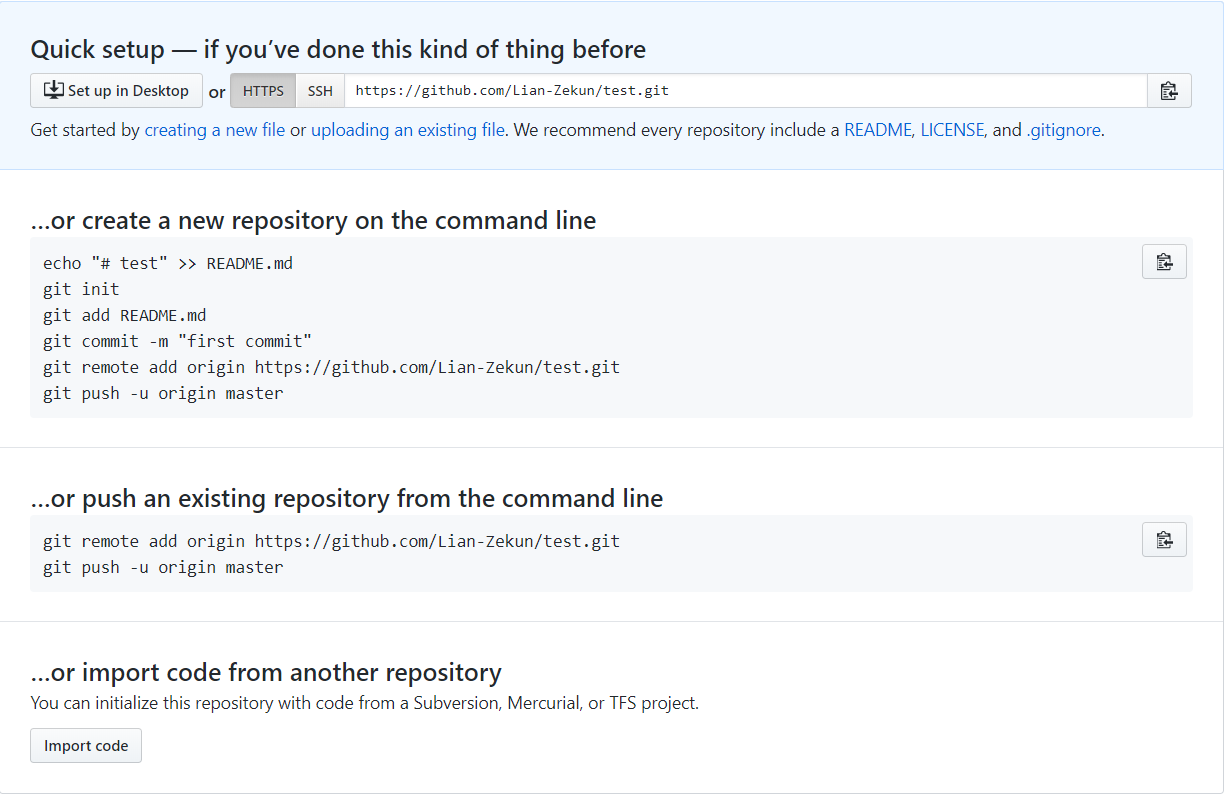 Quick setup — if you’ve done this kind of thing before
Set up in Desktop or HTTPS SSH https://github.com/Lian-Zekun/test.git
Get started by creating a new file or uploading an existing file. We recommend every repository include a README, LICENSE, and .gitignore.
…or create a new repository on the command line
echo "# test" >> README.md
git init
git add README.md
git commit -m "first commit"
git remote add origin https://github.com/Lian-Zekun/test.git
git push -u origin master
…or push an existing repository from the command line
git remote add origin https://github.com/Lian-Zekun/test.git
git push -u origin master
…or import code from another repository
You can initialize this repository with code from a Subversion, Mercurial, or TFS project.
Import code